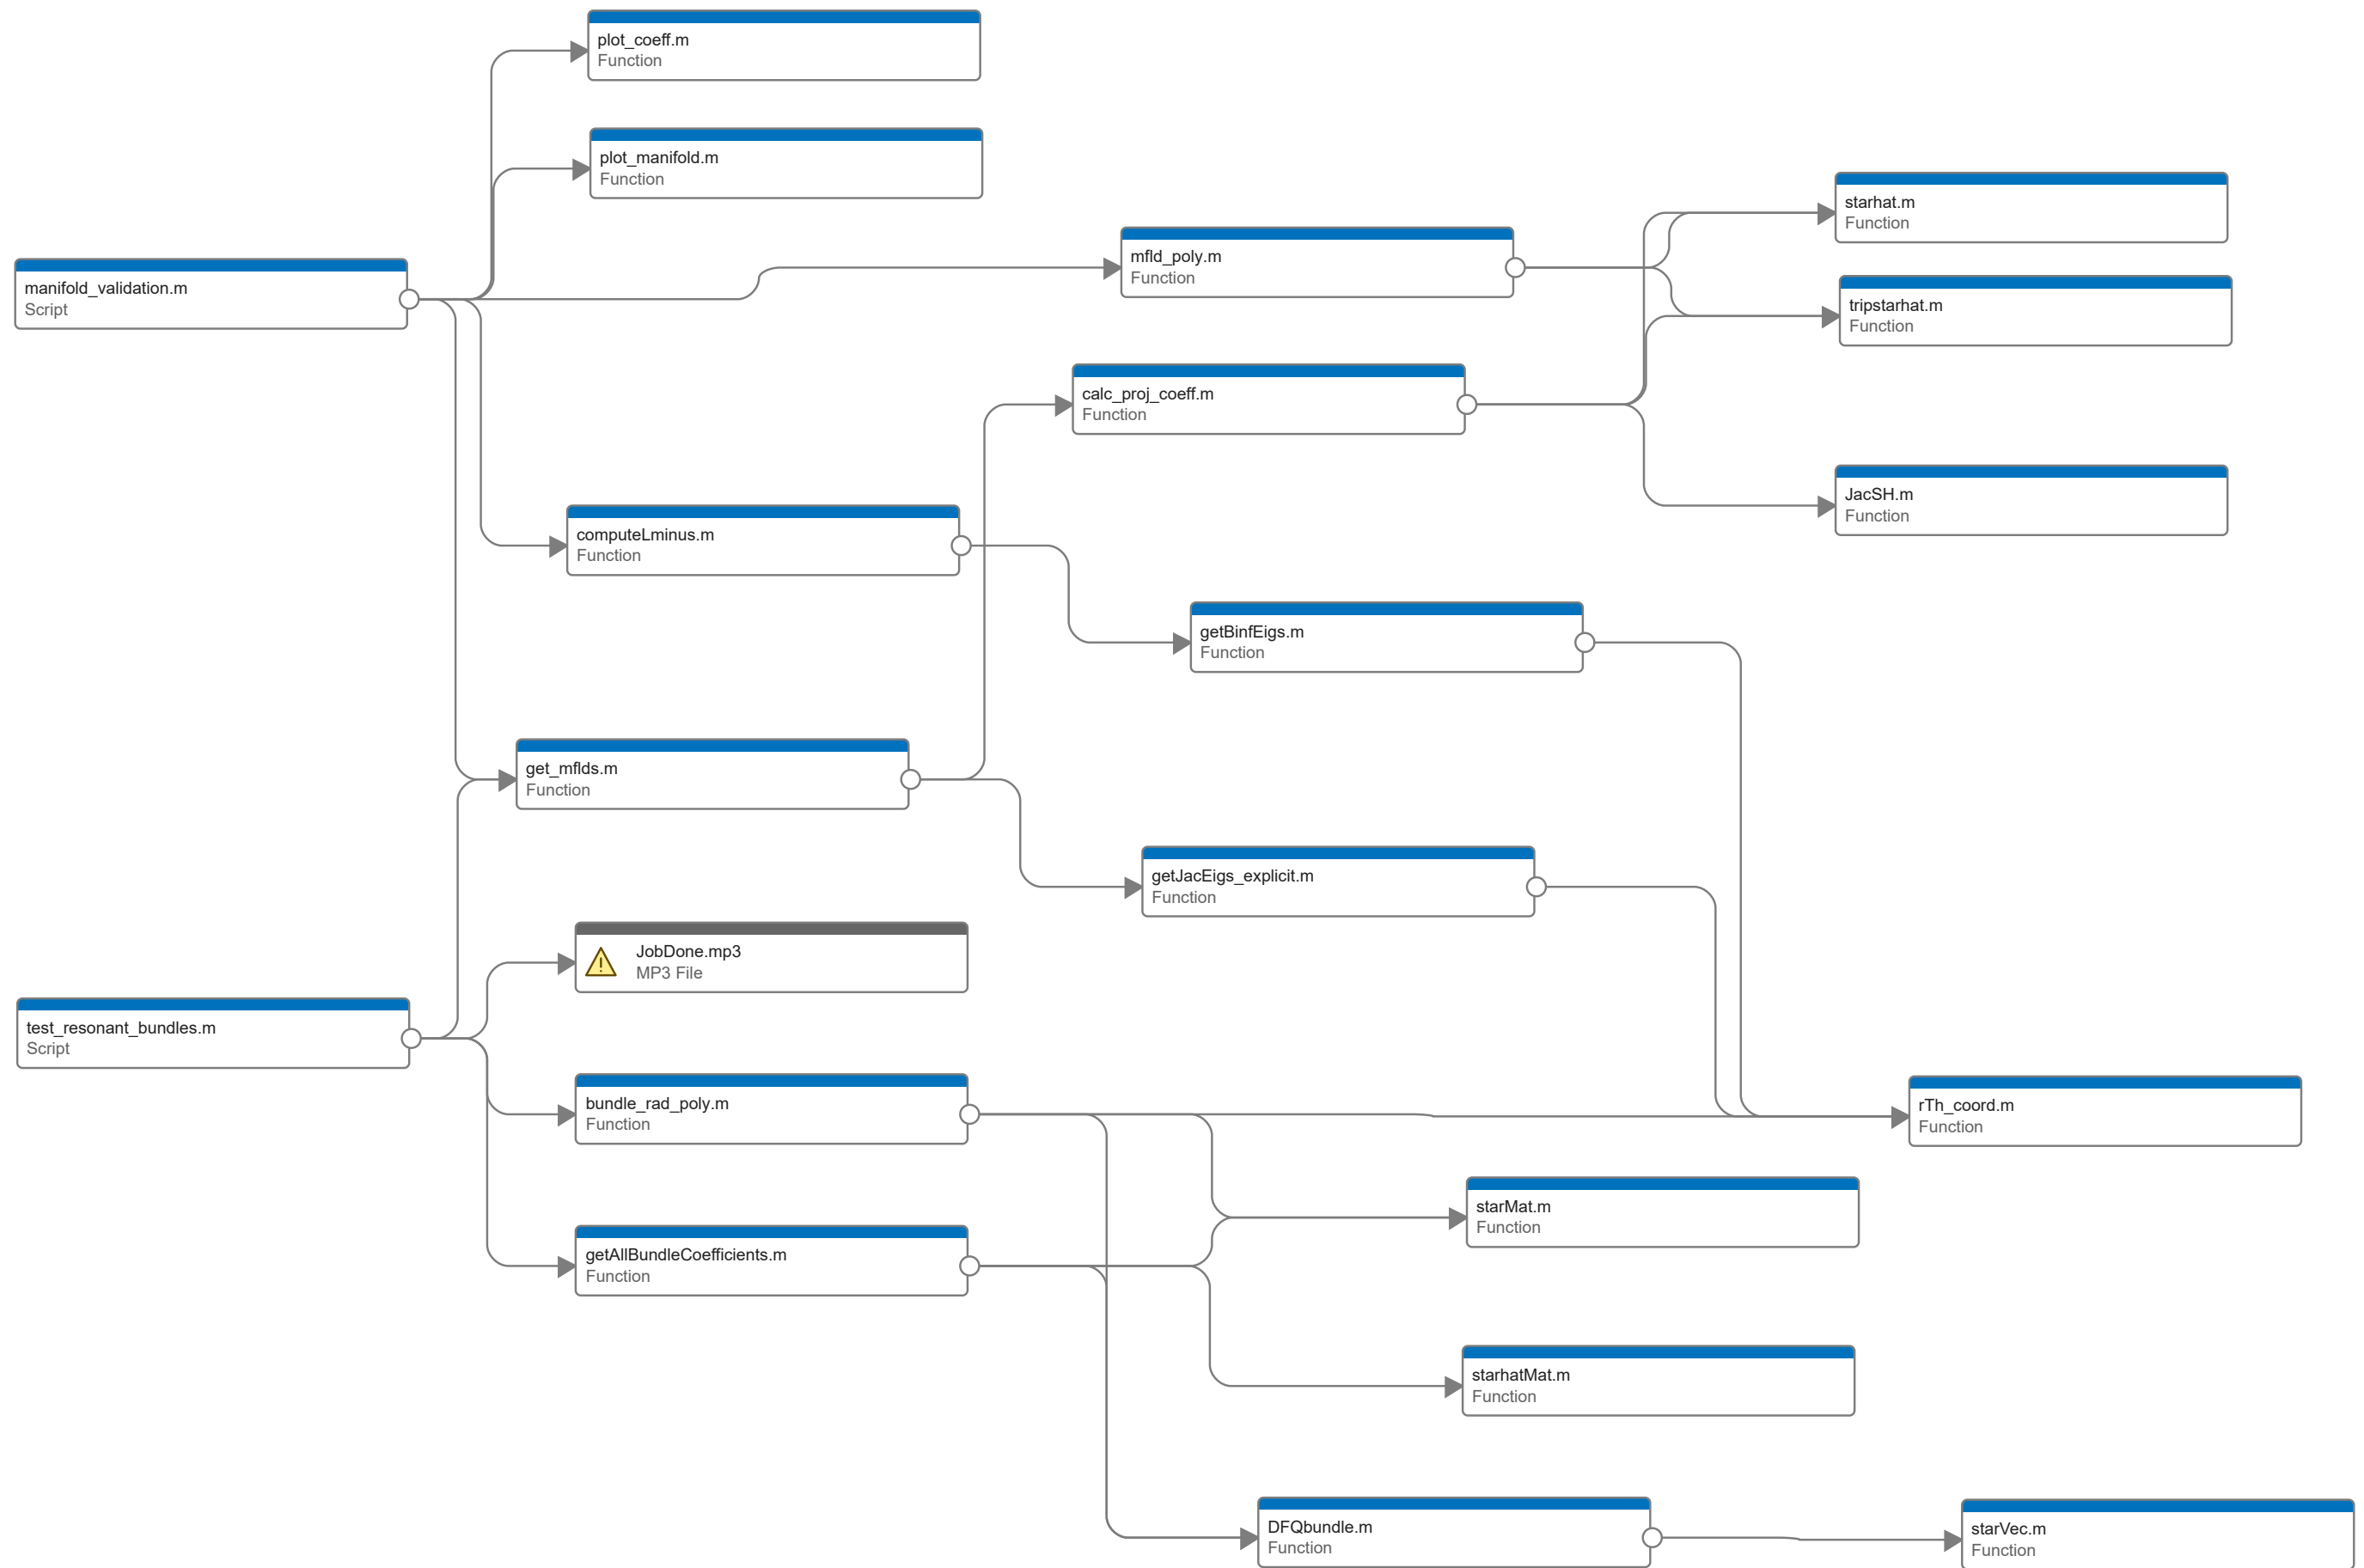 plot_coeff.m
Function
plot_manifold.m
Function
starhat.m
Function
mfld_poly.m
Function
manifold_validation.m
Script
tripstarhat.m
Function
calc_proj_coeff.m
Function
JacSH.m
Function
computeLminus.m
Function
getBinfEigs.m
Function
get_mflds.m
Function
getJacEigs_explicit.m
Function
JobDone.mp3
MP3 File
test_resonant_bundles.m
Script
bundle_rad_poly.m
Function
rTh_coord.m
Function
starMat.m
Function
getAllBundleCoefficients.m
Function
starhatMat.m
Function
DFQbundle.m
Function
starVec.m
Function